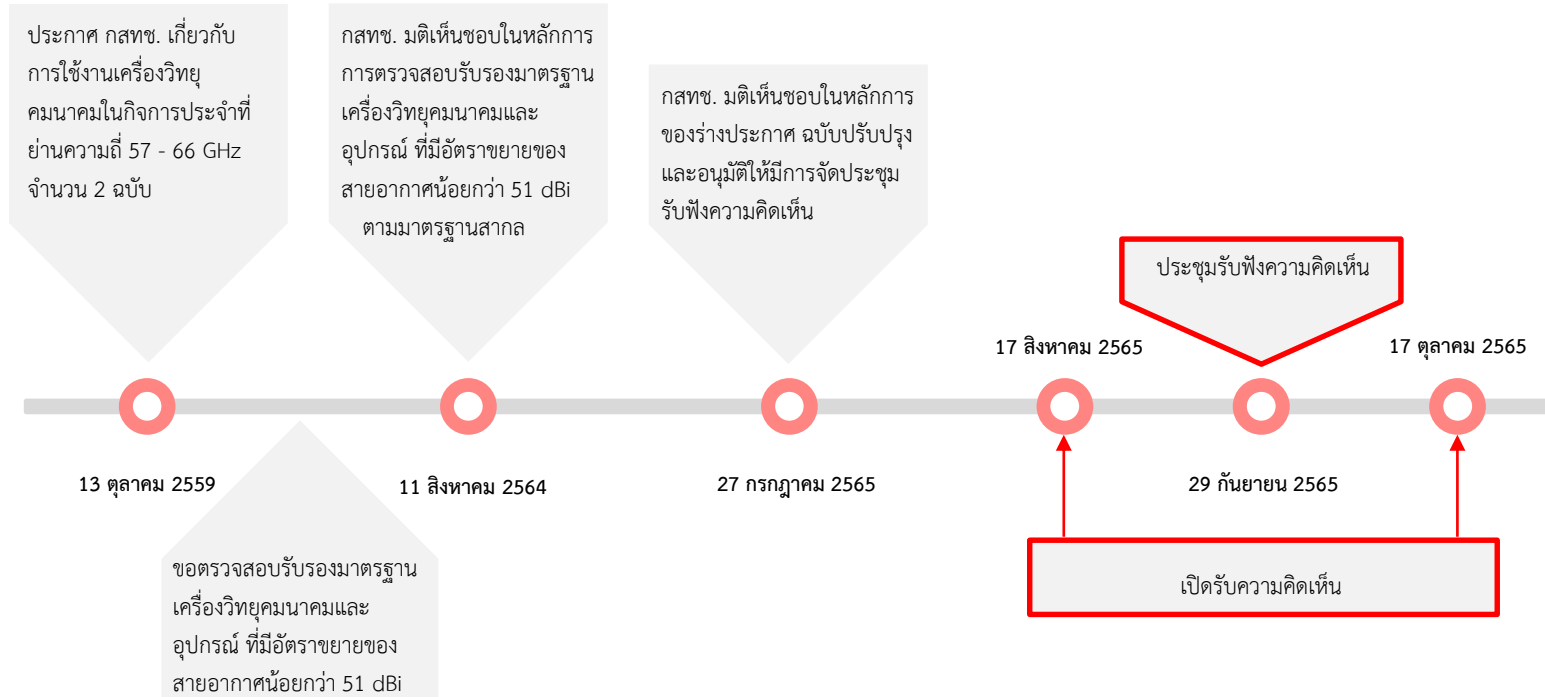 ประกาศ กสทช. เกี่ยวกับ
การใช้งานเครื่องวิทยุ
คมนาคมในกิจการประจำที่
ย่านความถี่ 57 - 66 GHz
จำนวน 2 ฉบับ
กสทช. มติเห็นชอบในหลักการ
การตรวจสอบรับรองมาตรฐาน
เครื่องวิทยุคมนาคมและ
อุปกรณ์ ที่มีอัตราขยายของ
สายอากาศน้อยกว่า 51 dBi
ตามมาตรฐานสากล
กสทช. มติเห็นชอบในหลักการ
ของร่างประกาศ ฉบับปรับปรุง
และอนุมัติให้มีการจัดประชุม
รับฟังความคิดเห็น
ประชุมรับฟังความคิดเห็น
17 สิงหาคม 2565
17 ตุลาคม 2565
13 ตุลาคม 2559
11 สิงหาคม 2564
27 กรกฎาคม 2565
29 กันยายน 2565
ขอตรวจสอบรับรองมาตรฐาน
เครื่องวิทยุคมนาคมและ
อุปกรณ์ ที่มีอัตราขยายของ
สายอากาศน้อยกว่า 51 dBi
เปิดรับความคิดเห็น